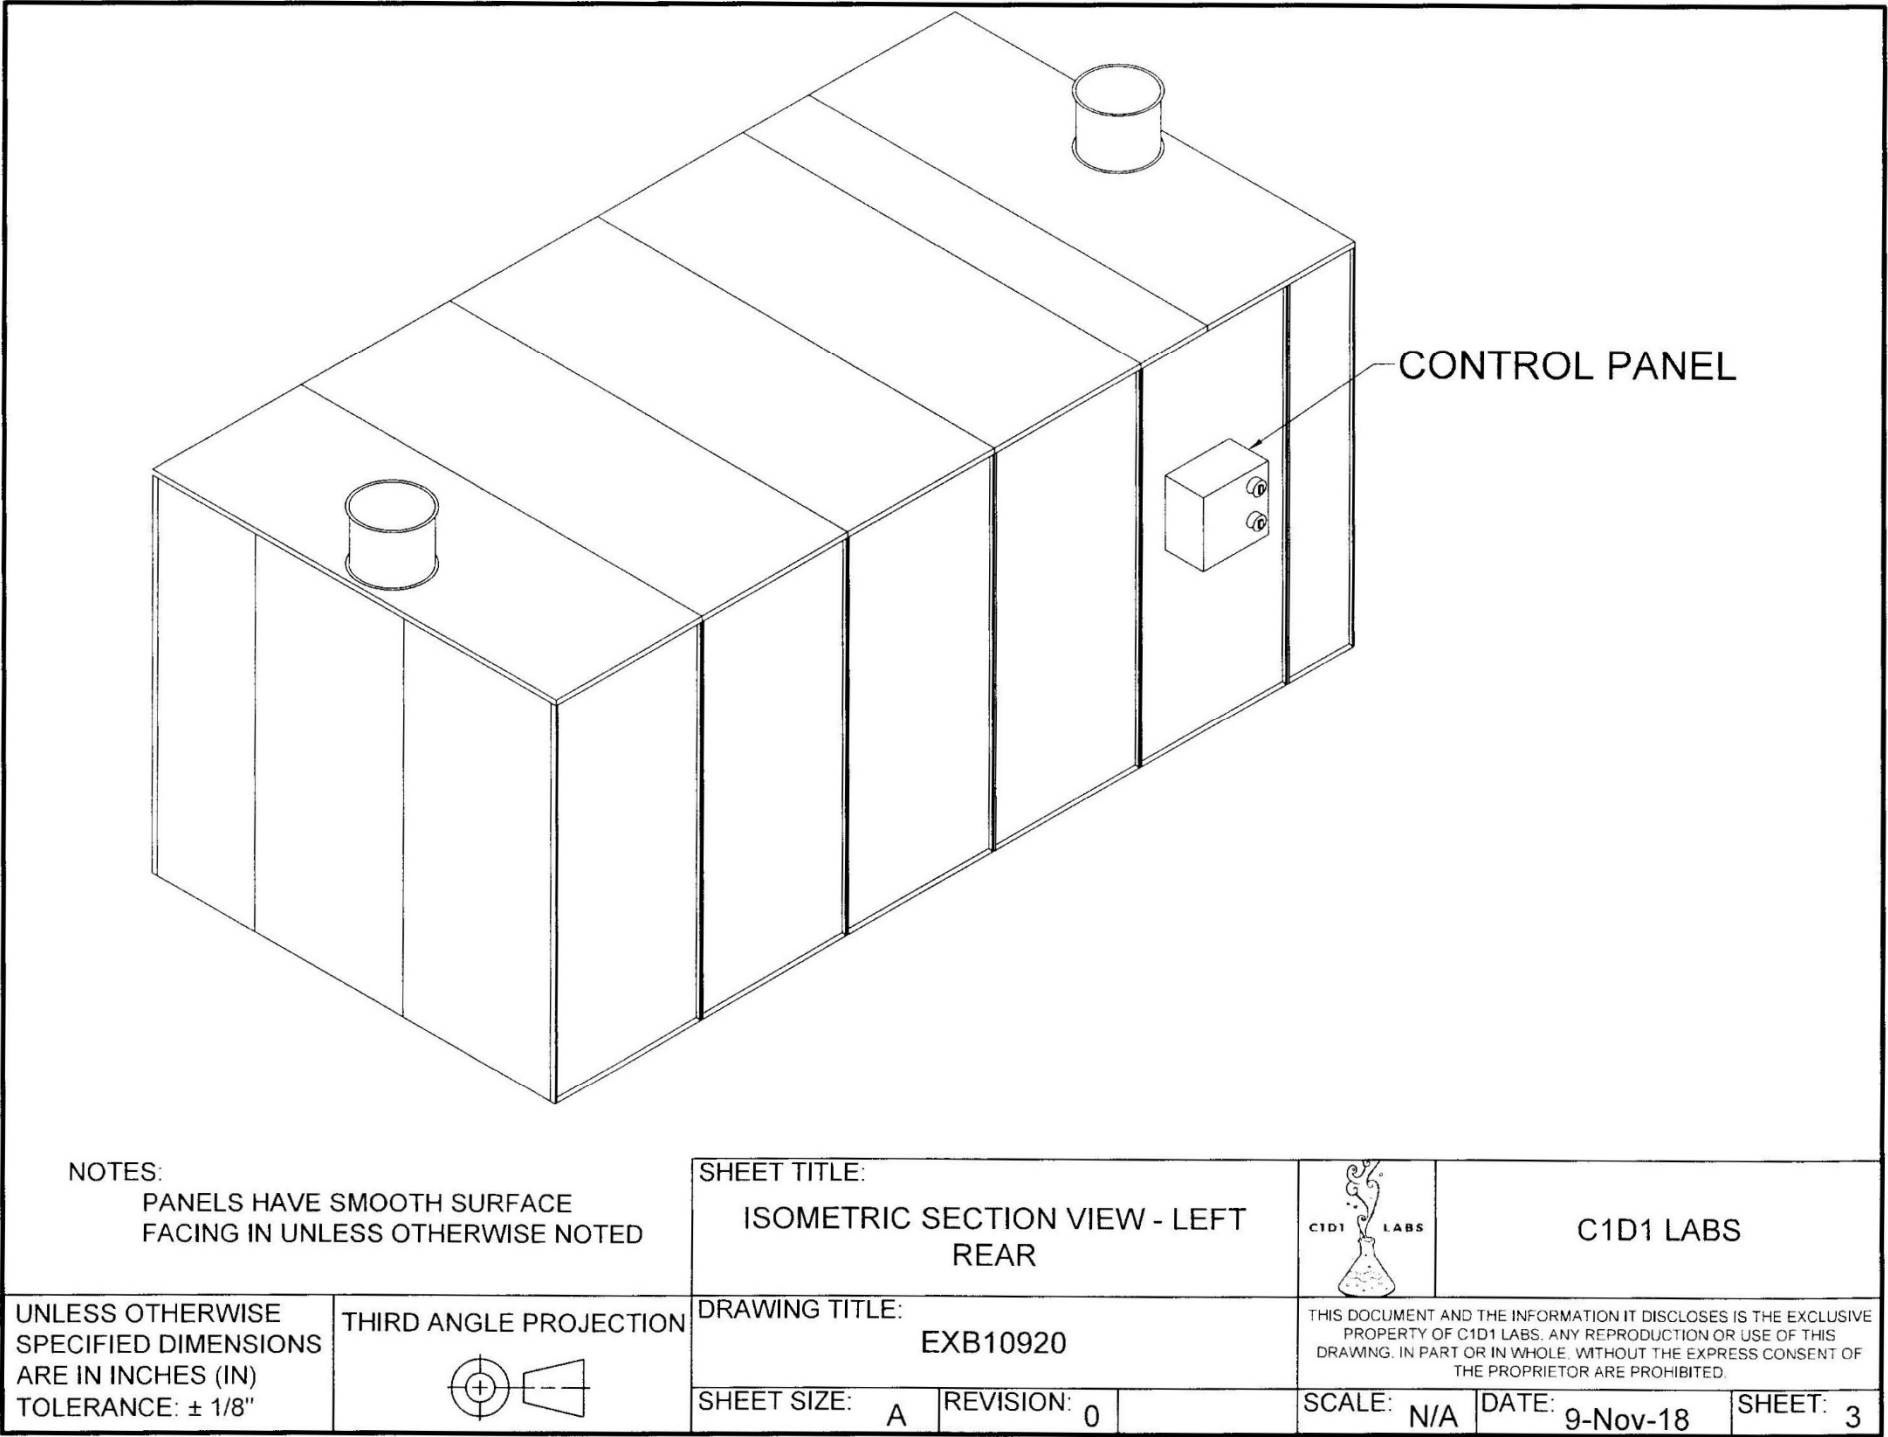 CONTROL PANEL
NOTES:
PANELS HAVE SMOOTH SURFACE
FACING IN UNLESS OTHERWISE NOTED
UNLESS OTHERWISE
SPECIFIED DIMENSIONS
ARE IN INCHES (IN)
TOLERANCE: ± 1/8"
THIRD ANGLE PROJECTION
SHEET TITLE:
ISOMETRIC SECTION VIEW - LEFT
REAR
DRAWING TITLE:
EXB10920
SHEET SIZE: A
REVISION: 0
C1D1 LABS
C1D1 LABS
THIS DOCUMENT AND THE INFORMATION IT DISCLOSES IS THE EXCLUSIVE
PROPERTY OF C1D1 LABS. ANY REPRODUCTION OR USE OF THIS
DRAWING, IN PART OR IN WHOLE, WITHOUT THE EXPRESS CONSENT OF
THE PROPRIETOR ARE PROHIBITED.
SCALE: N/A
DATE: 9-Nov-18
SHEET: 3